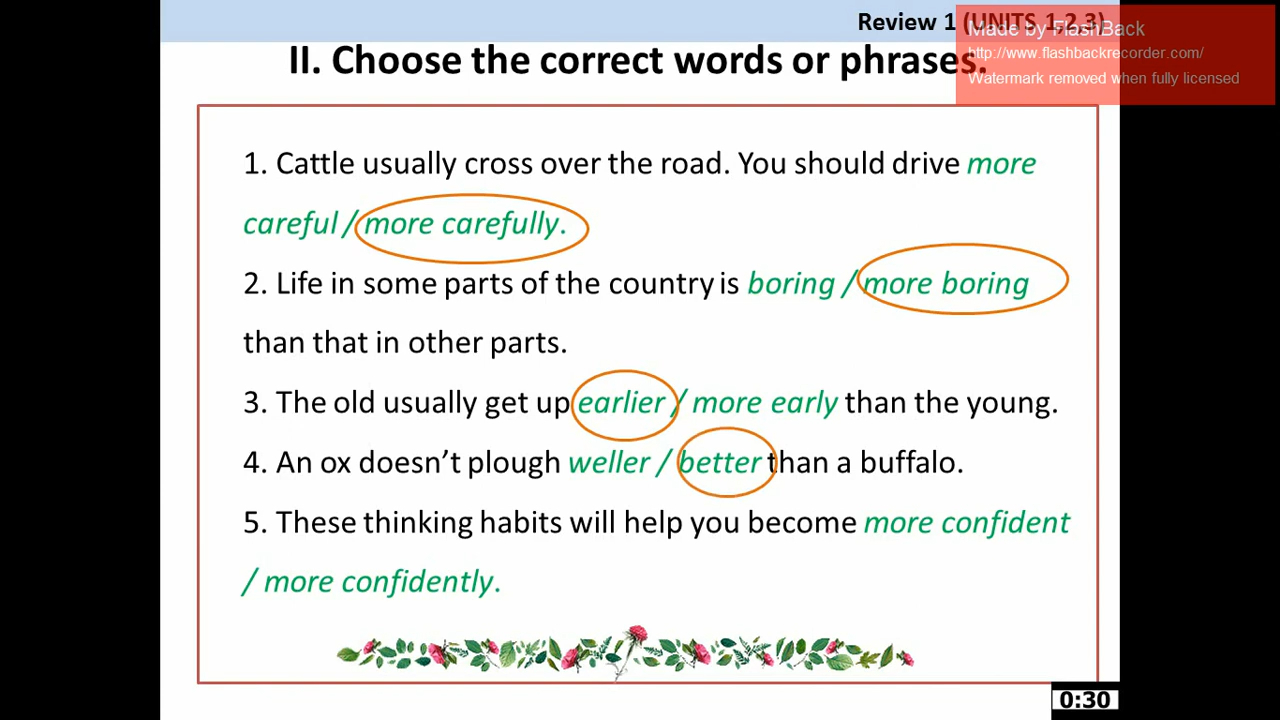 Review 1 (UNITS 1,2,3)
Made by FlashBack
http://www.flashbackrecorder.com/
Watermark removed when fully licensed
II. Choose the correct words or phrases.
1. Cattle usually cross over the road. You should drive more
careful / more carefully.
2. Life in some parts of the country is boring / more boring
than that in other parts.
3. The old usually get up earlier / more early than the young.
4. An ox doesn’t plough weller / better than a buffalo.
5. These thinking habits will help you become more confident
/ more confidently.
0:30